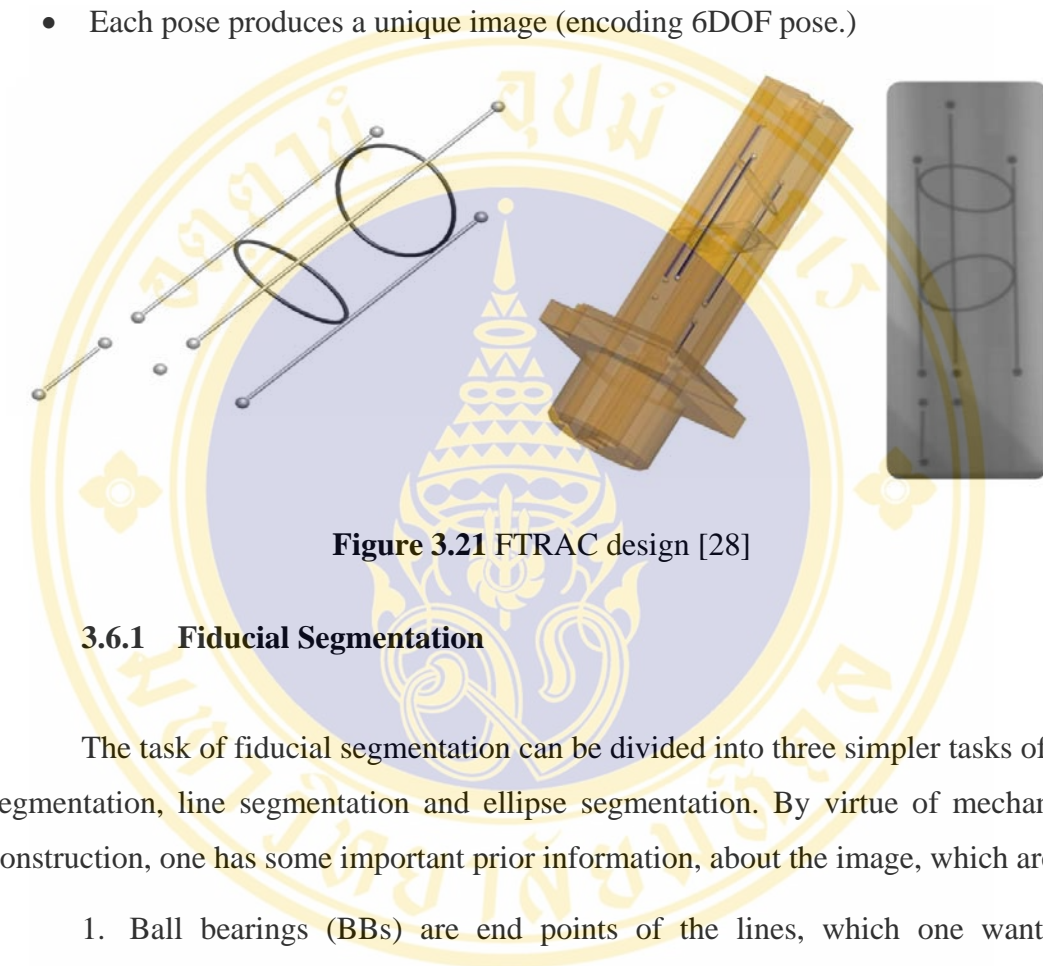 • Each pose produces a unique image (encoding 6DOF pose.)
Figure 3.21 FTRAC design [28]
3.6.1 Fiducial Segmentation
The task of fiducial segmentation can be divided into three simpler tasks of
egmentation, line segmentation and ellipse segmentation. By virtue of mechan
onstruction, one has some important prior information, about the image, which are
1. Ball bearings (BBs) are end points of the lines, which one want